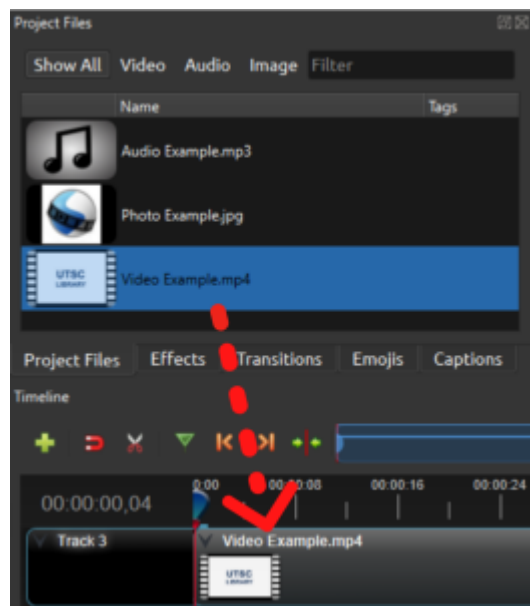 Project Files
Show All Video Audio Image Filter
Name Tags
Audio Example.mp3
Photo Example.jpg
UTSC
LIBRARY
Video Example.mp4
Project Files Effects Transitions Emojis Captions
Timeline
0:00 00:00:08 00:00:16 00:00:24
00:00:00,04
Track 3 Video Example.mp4
UTSC